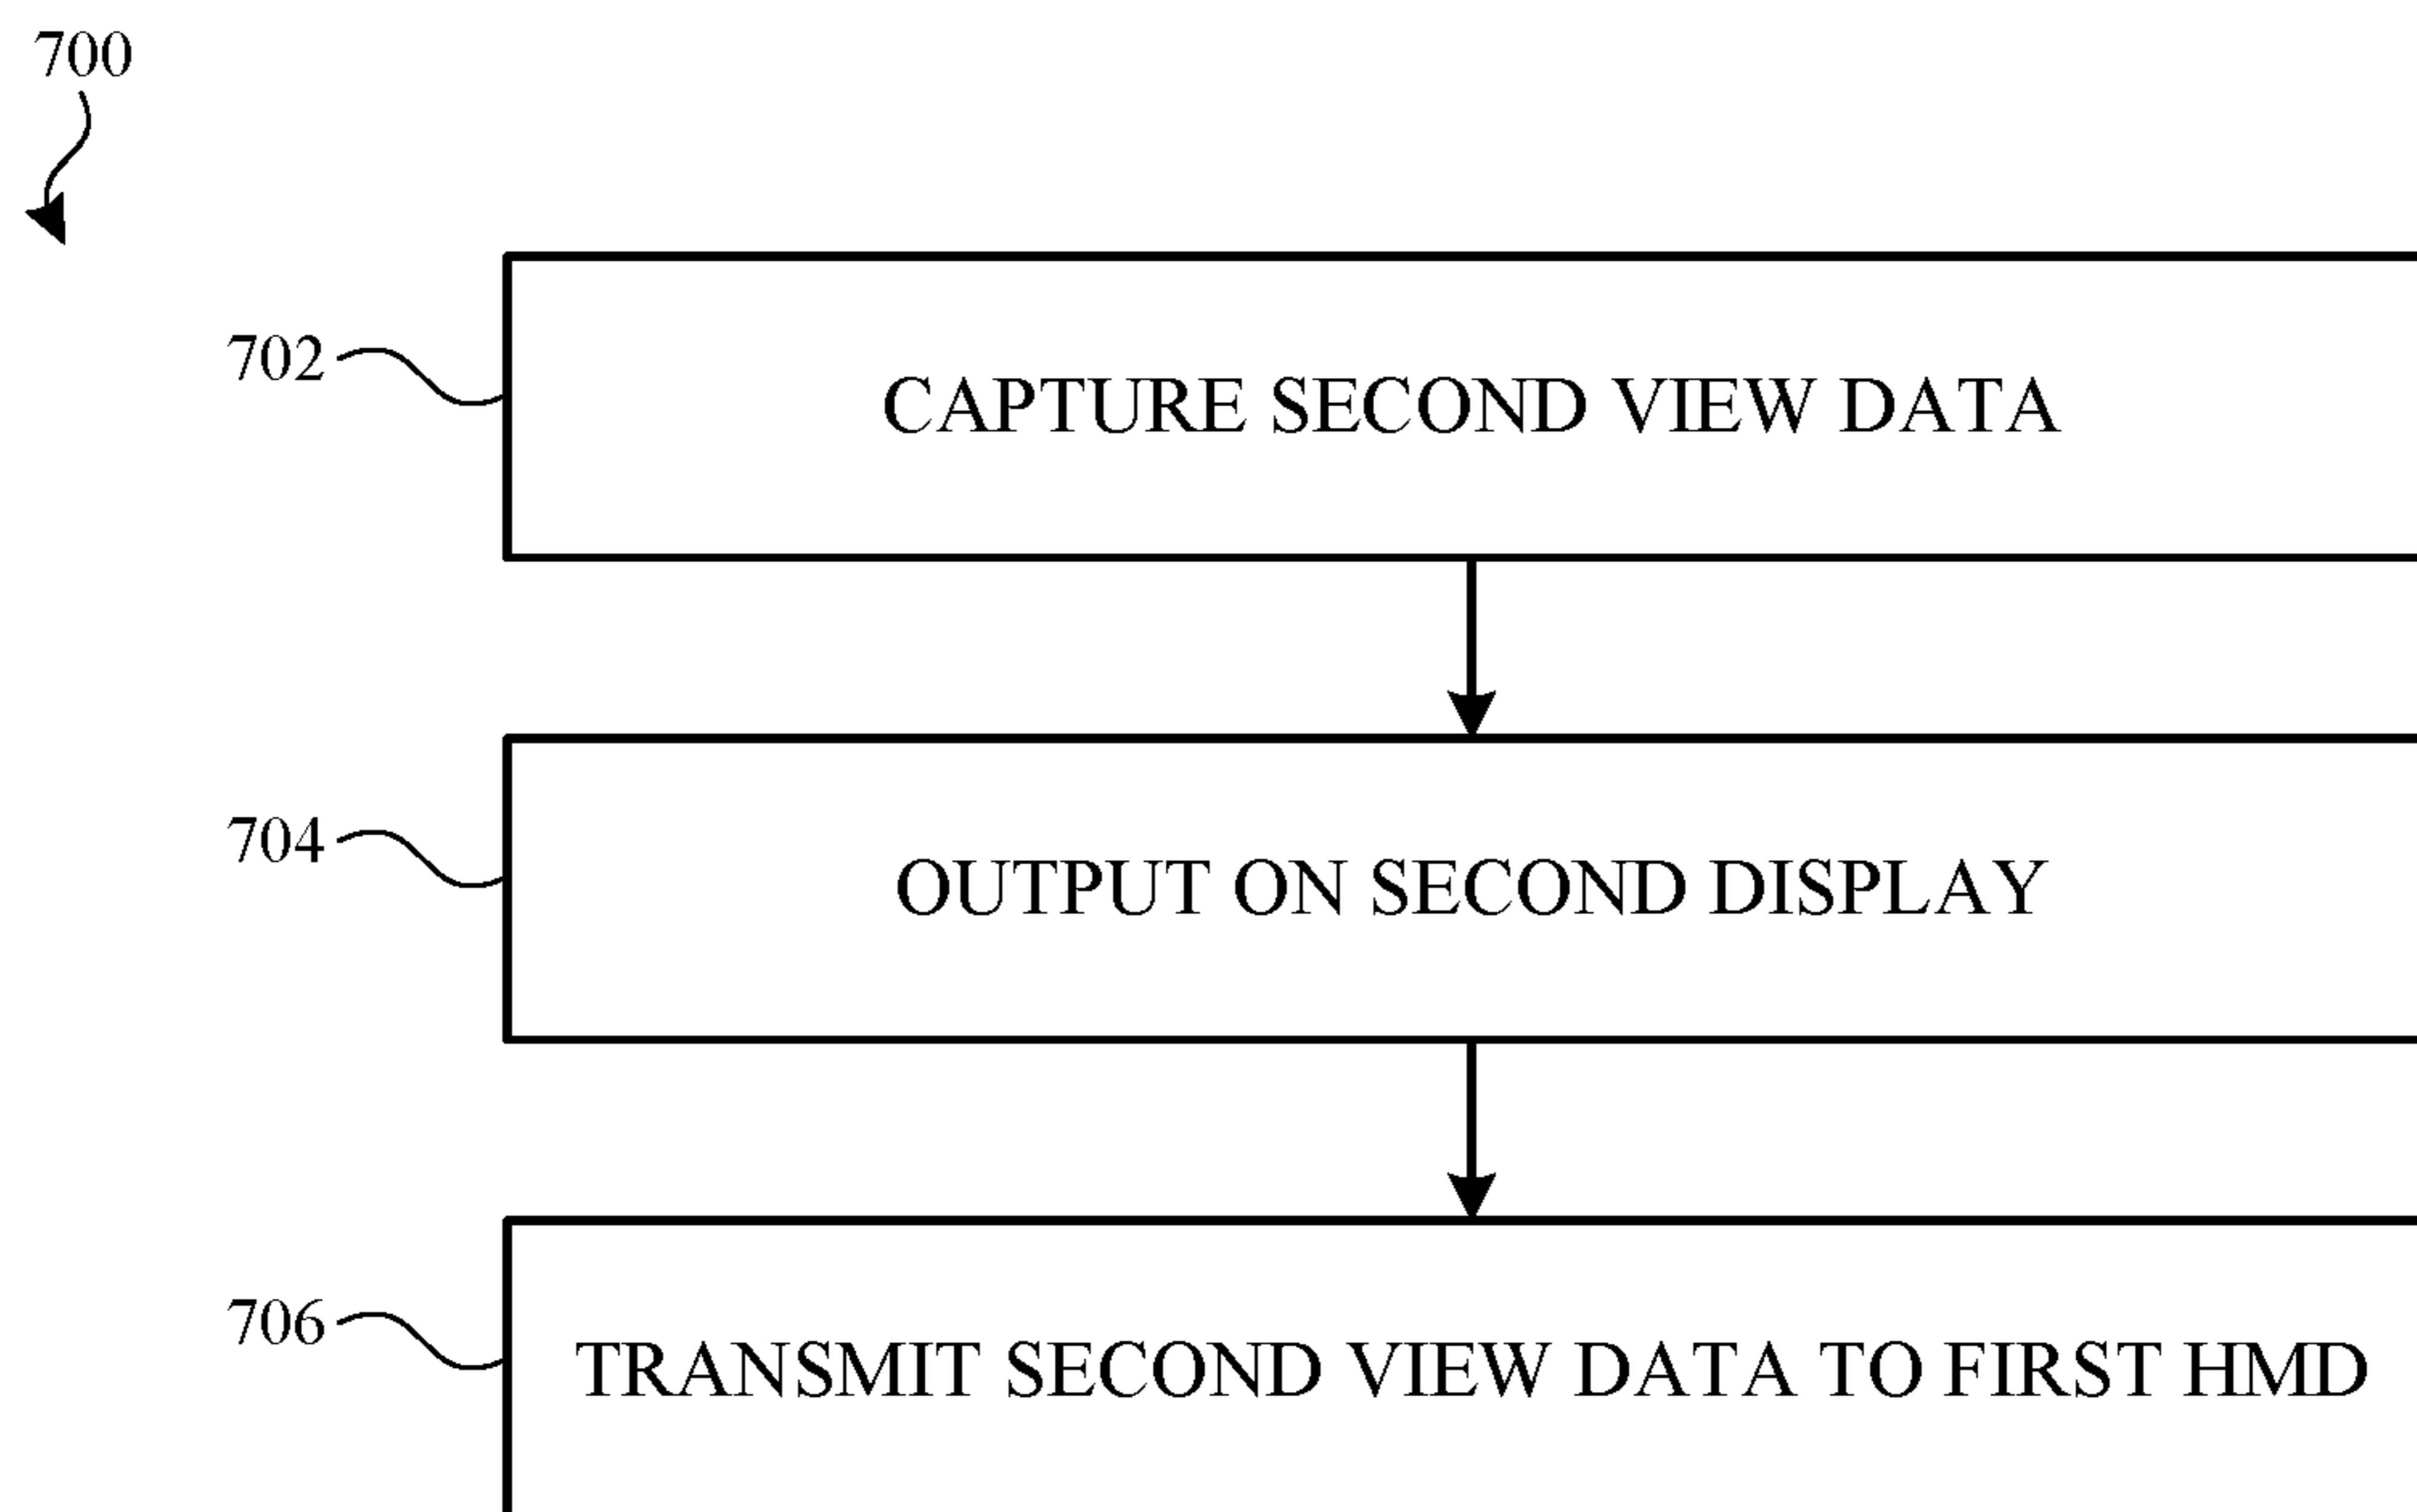 700
702
CAPTURE SECOND VIEW DATA
704
OUTPUT ON SECOND DISPLAY
706
TRANSMIT SECOND VIEW DATA TO FIRST HMD